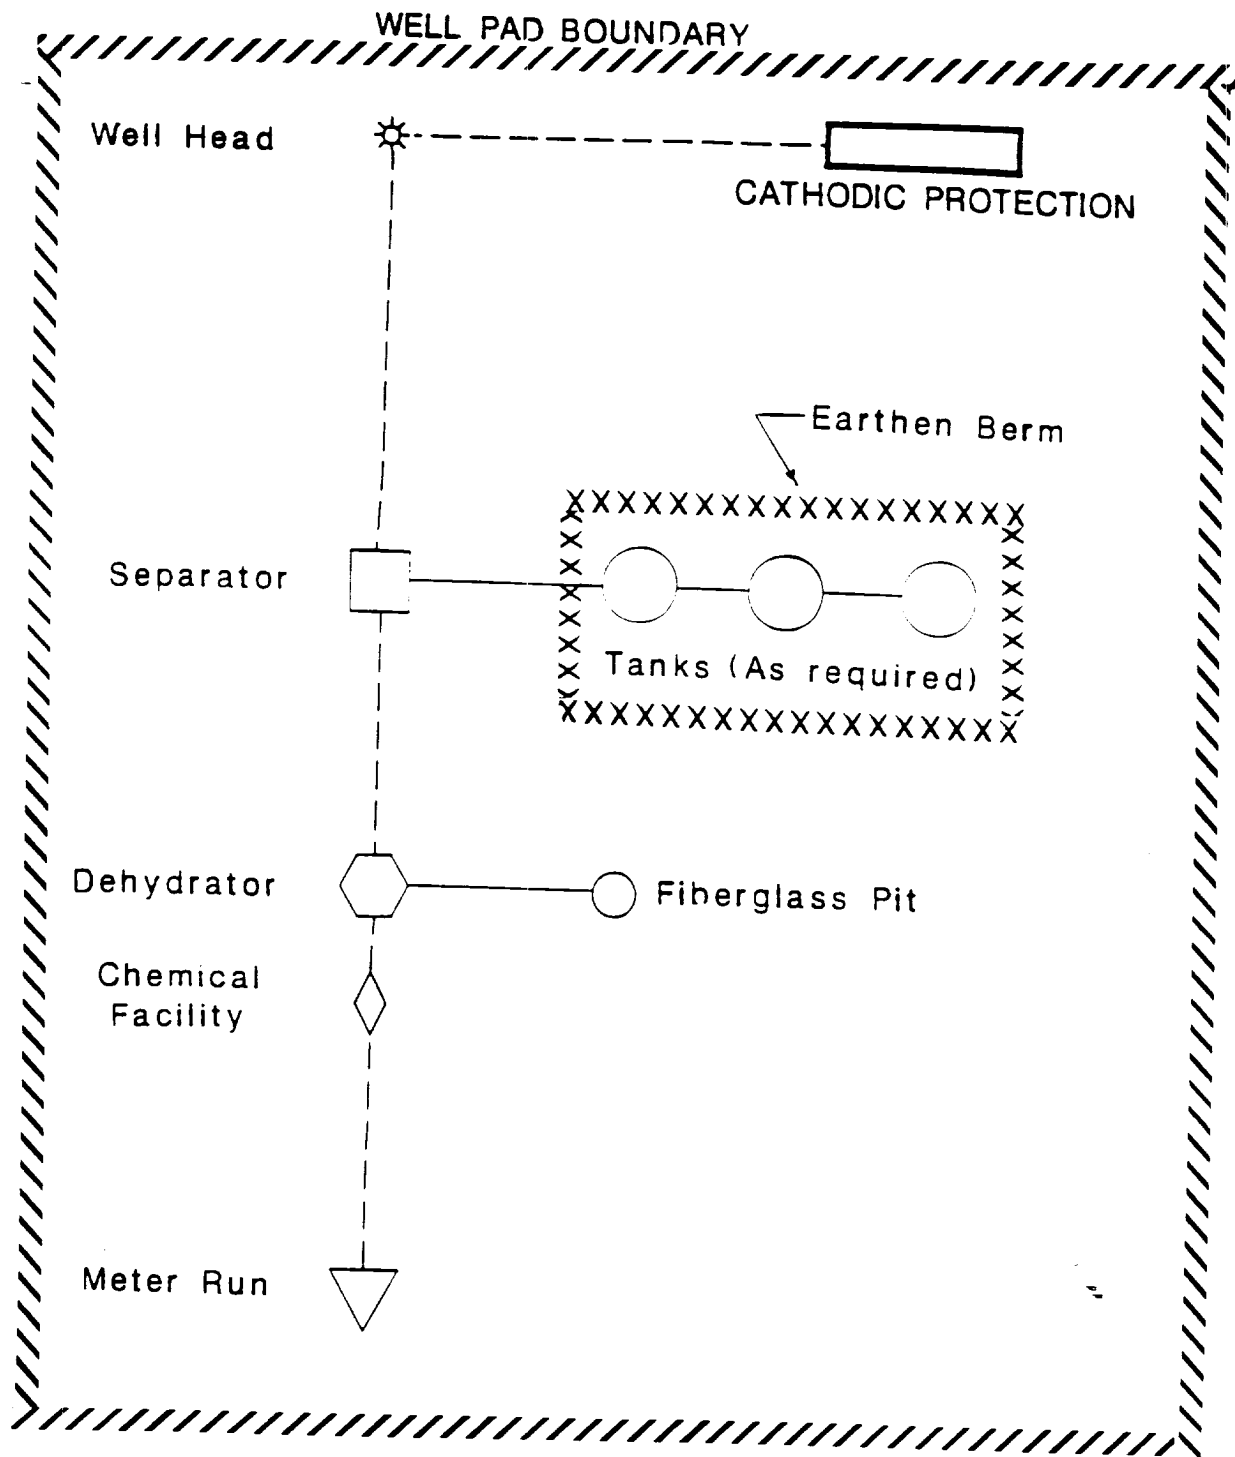 WELL PAD BOUNDARY
Well Head
CATHODIC PROTECTION
Earthen Berm
Separator
Tanks (As required)
Dehydrator
Fiberglass Pit
Chemical
Facility
Meter Run